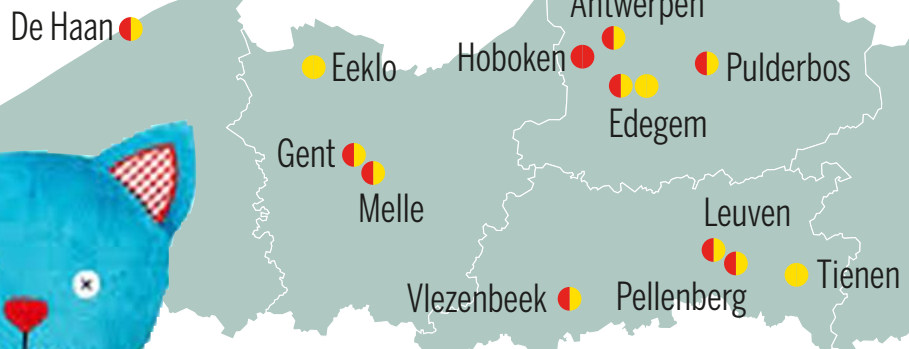 Antwerpen
De Haan
Hoboken
Eeklo
Pulderbos
Edegem
Gent
Melle
Leuven
Tienen
Vlezenbeek
Pellenberg